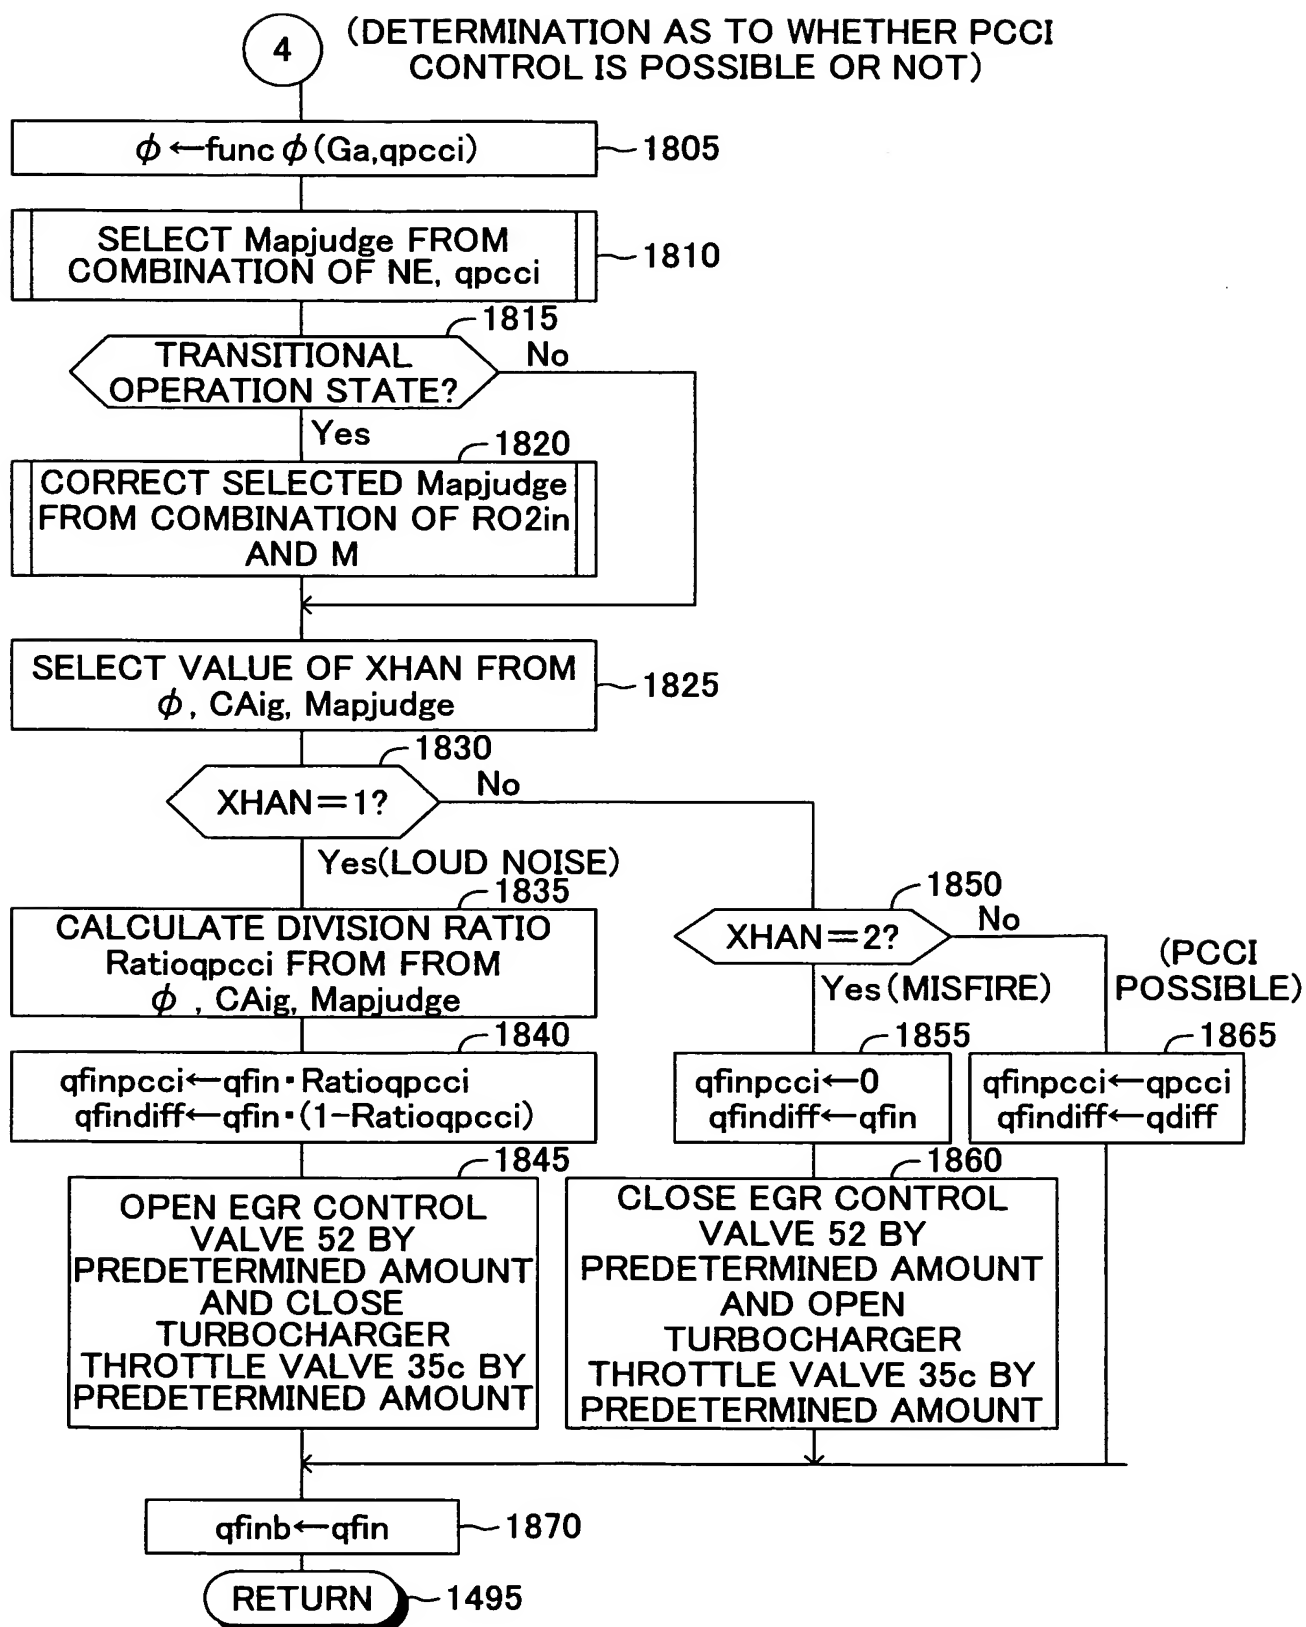 4
(DETERMINATION AS TO WHETHER PCCI
CONTROL IS POSSIBLE OR NOT)
ϕ←func ϕ(Ga,qpcci)
1805
SELECT Mapjudge FROM
COMBINATION OF NE, qpcci
1810
1815
TRANSITIONAL
OPERATION STATE?
No
Yes
1820
CORRECT SELECTED Mapjudge
FROM COMBINATION OF RO2in
AND M
SELECT VALUE OF XHAN FROM
ϕ, CAig, Mapjudge
1825
1830
XHAN=1?
No
Yes(LOUD NOISE)
1835
CALCULATE DIVISION RATIO
Ratioqpcci FROM FROM
ϕ , CAig, Mapjudge
1840
qfinpcci←qfin・Ratioqpcci
qfindiff←qfin・(1-Ratioqpcci)
1845
OPEN EGR CONTROL
VALVE 52 BY
PREDETERMINED AMOUNT
AND CLOSE
TURBOCHARGER
THROTTLE VALVE 35c BY
PREDETERMINED AMOUNT
1850
XHAN=2?
No
Yes(MISFIRE)
(PCCI
POSSIBLE)
1855
qfinpcci←0
qfindiff←qfin
1865
qfinpcci←qpcci
qfindiff←qdiff
1860
CLOSE EGR CONTROL
VALVE 52 BY
PREDETERMINED AMOUNT
AND OPEN
TURBOCHARGER
THROTTLE VALVE 35c BY
PREDETERMINED AMOUNT
qfinb←qfin
1870
RETURN
1495